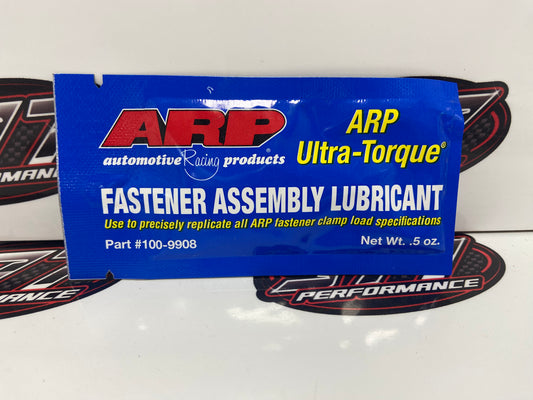 ARP
automotive Racing products
ARP
Ultra-Torque®
FASTENER ASSEMBLY LUBRICANT
Use to precisely replicate all ARP fastener clamp load specifications
Part #100-9908
Net Wt. .5 oz.
PERFORMANCE
PERFORMANCE